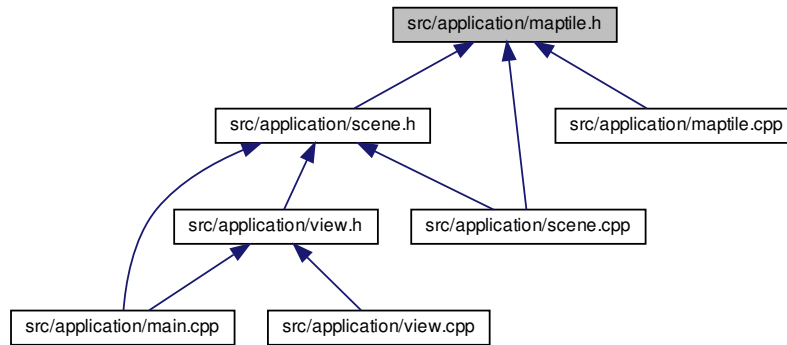 src/application/maptile.h
src/application/scene.h
src/application/maptile.cpp
src/application/view.h
src/application/scene.cpp
src/application/main.cpp
src/application/view.cpp